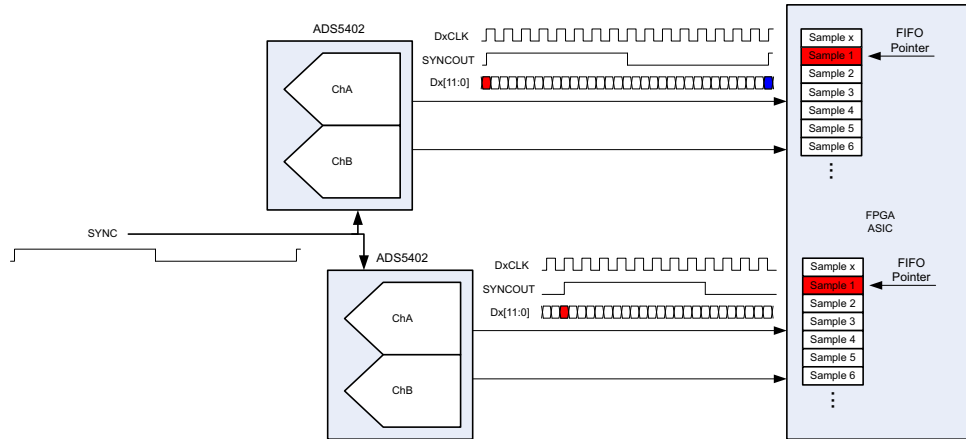 ADS5402
ChA
ChB
DxCLK
SYNCOUT
Dx[11:0]
Sample x
Sample 1
Sample 2
Sample 3
Sample 4
Sample 5
Sample 6
FIFO
Pointer
SYNC
FPGA
ASIC
ADS5402
ChA
ChB
DxCLK
SYNCOUT
Dx[11:0]
Sample x
Sample 1
Sample 2
Sample 3
Sample 4
Sample 5
Sample 6
FIFO
Pointer